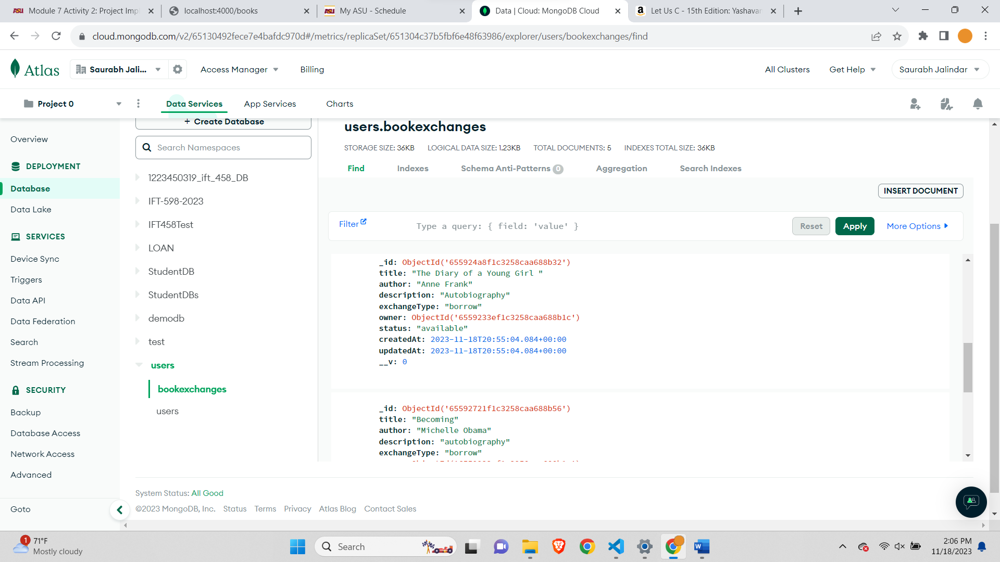 Module 7 Activity 2: Project Impl
localhost:4000/books
My ASU - Schedule
Data | Cloud: MongoDB Cloud
Let Us C - 15th Edition: Yashavan
cloud.mongodb.com/v2/65130492fece7e4bafdc970d#/metrics/replicaSet/651304c37b5fbf6e48f63986/explorer/users/bookexchanges/find
Atlas
Saurabh Jali...
Access Manager
Billing
All Clusters
Get Help
Saurabh Jalindar
Project 0
Data Services
App Services
Charts
Overview
DEPLOYMENT
Database
Data Lake
SERVICES
Device Sync
Triggers
Data API
Data Federation
Search
Stream Processing
SECURITY
Backup
Database Access
Network Access
Advanced
Goto
+ Create Database
Search Namespaces
1223450319_ift_458_DB
IFT-598-2023
IFT458Test
LOAN
StudentDB
StudentDBs
demodb
test
users
bookexchanges
users
users.bookexchanges
STORAGE SIZE: 36KB LOGICAL DATA SIZE: 1.23KB TOTAL DOCUMENTS: 5 INDEXES TOTAL SIZE: 36KB
Find Indexes Schema Anti-Patterns 0 Aggregation Search Indexes
INSERT DOCUMENT
Filter Type a query: { field: 'value' } Reset Apply More Options
_id: ObjectId('655924a8f1c3258caa688b32')
title: "The Diary of a Young Girl "
author: "Anne Frank"
description: "Autobiography"
exchangeType: "borrow"
owner: ObjectId('6559233ef1c3258caa688b1c')
status: "available"
createdAt: 2023-11-18T20:55:04.084+00:00
updatedAt: 2023-11-18T20:55:04.084+00:00
__v: 0
_id: ObjectId('65592721f1c3258caa688b56')
title: "Becoming"
author: "Michelle Obama"
description: "autobiography"
exchangeType: "borrow"
System Status: All Good
©2023 MongoDB, Inc. Status Terms Privacy Atlas Blog Contact Sales
1
71°F
Mostly cloudy
Search
2:06 PM
11/18/2023